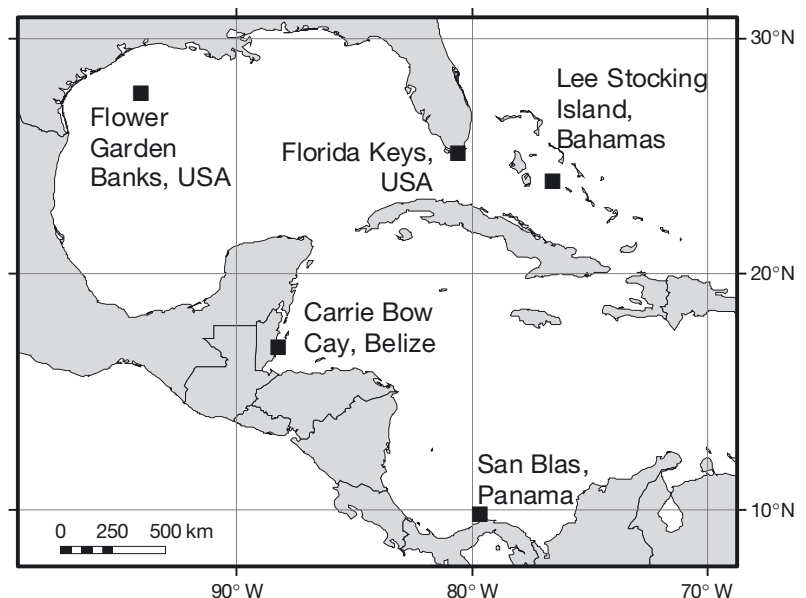 30°N
Lee Stocking
Island,
Bahamas
Flower
Garden
Banks, USA
Florida Keys,
USA
20°N
Carrie Bow
Cay, Belize
San Blas,
Panama
10°N
0 250 500 km
90°W 80°W 70°W